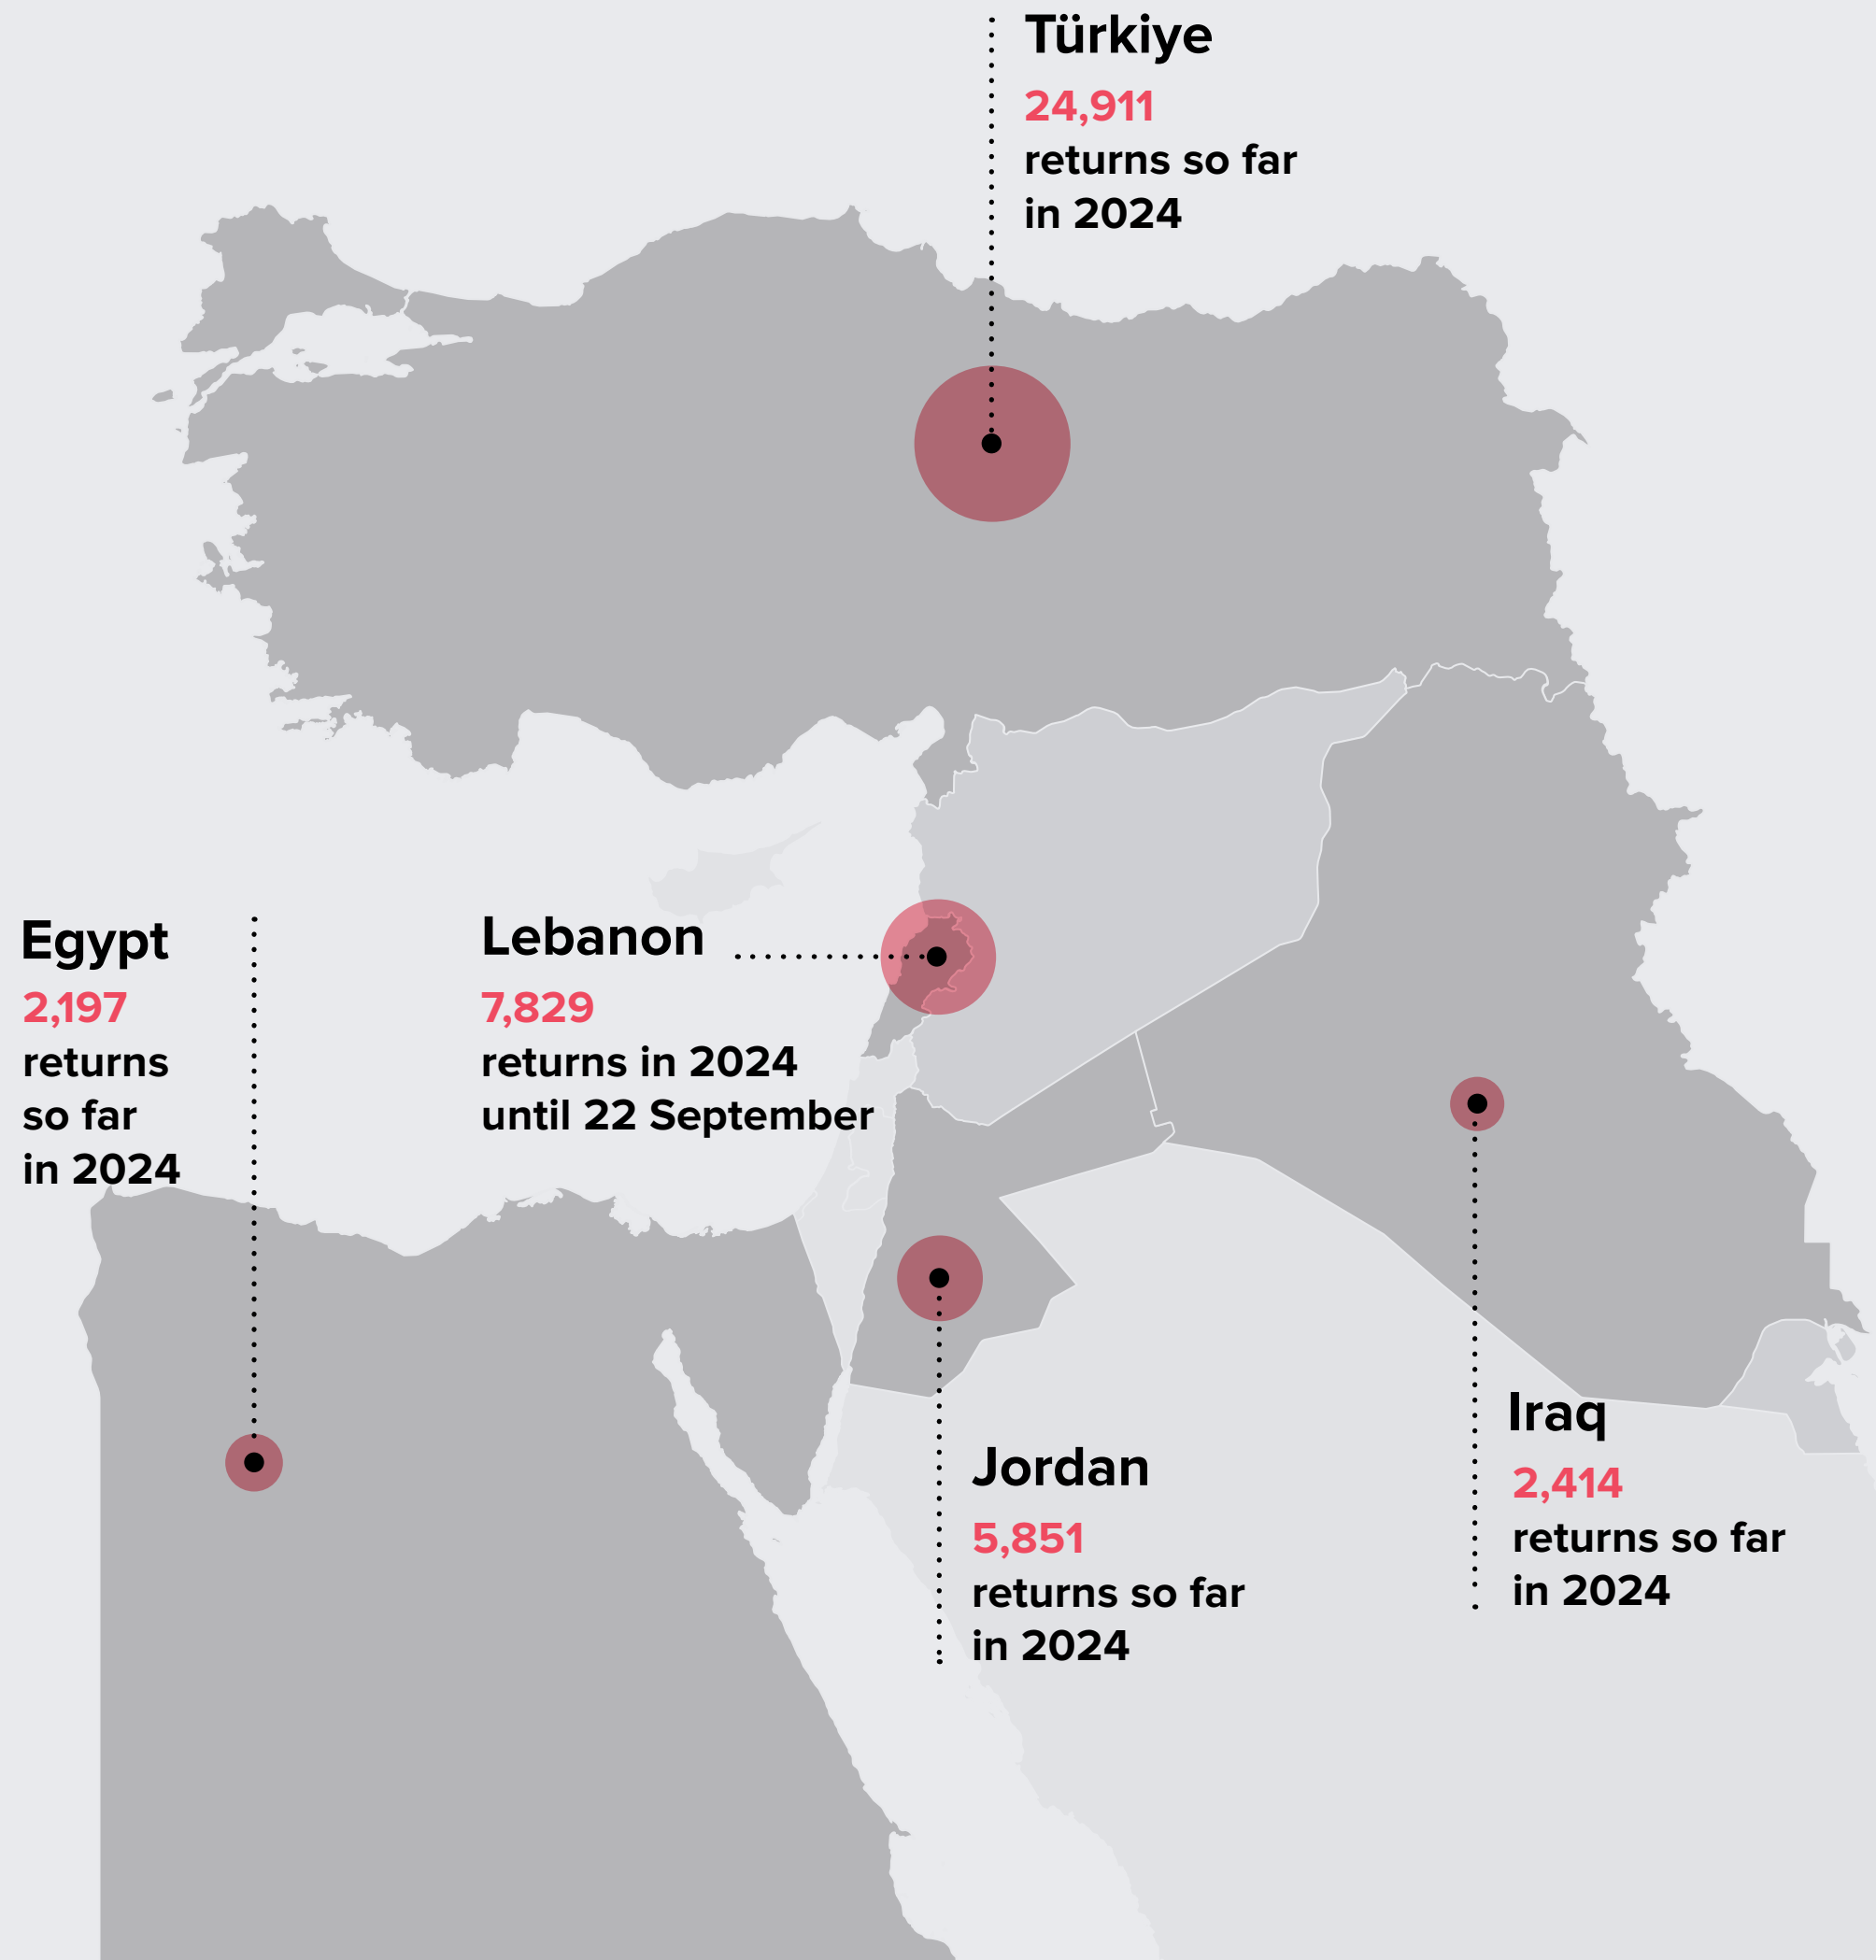 Türkiye
24,911
returns so far
in 2024
Egypt
2,197
returns
so far
in 2024
Lebanon
7,829
returns in 2024
until 22 September
Jordan
5,851
returns so far
in 2024
Iraq
2,414
returns so far
in 2024